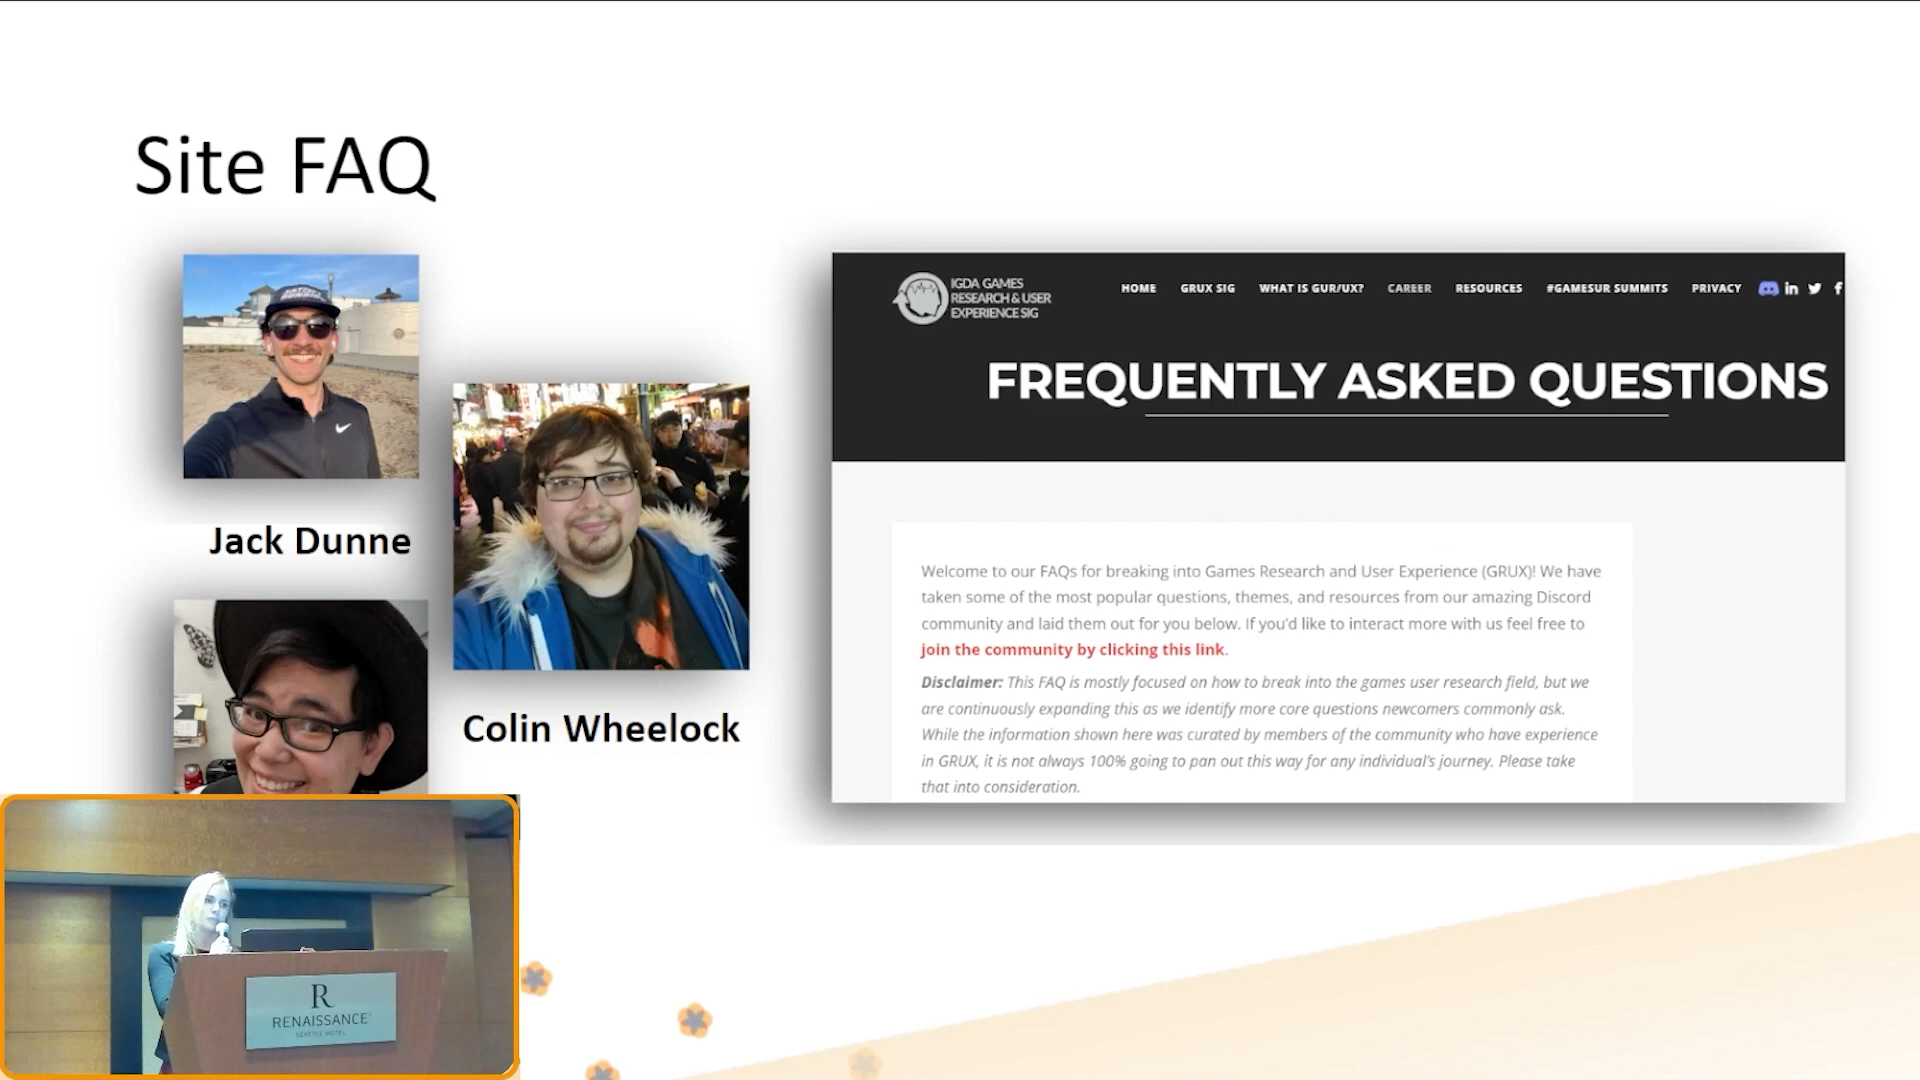 Site FAQ
Jack Dunne
Colin Wheelock
IGDA GAMES
RESEARCH & USER
EXPERIENCE SIG
HOME GRUX SIG WHAT IS GUR/UX? CAREER RESOURCES #GAMESUR SUMMITS PRIVACY
FREQUENTLY ASKED QUESTIONS
Welcome to our FAQs for breaking into Games Research and User Experience (GRUX)! We have
taken some of the most popular questions, themes, and resources from our amazing Discord
community and laid them out for you below. If you'd like to interact more with us feel free to
join the community by clicking this link.
Disclaimer: This FAQ is mostly focused on how to break into the games user research field, but we
are continuously expanding this as we identify more core questions newcomers commonly ask.
While the information shown here was curated by members of the community who have experience
in GRUX, it is not always 100% going to pan out this way for any individual's journey. Please take
that into consideration.
R
RENAISSANCE
SEATTLE HOTEL